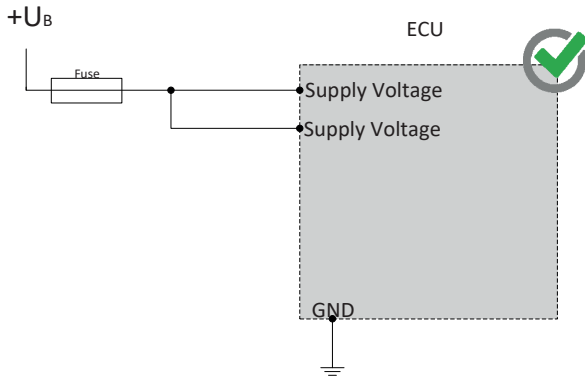 +UB
ECU
Fuse
Supply Voltage
Supply Voltage
GND